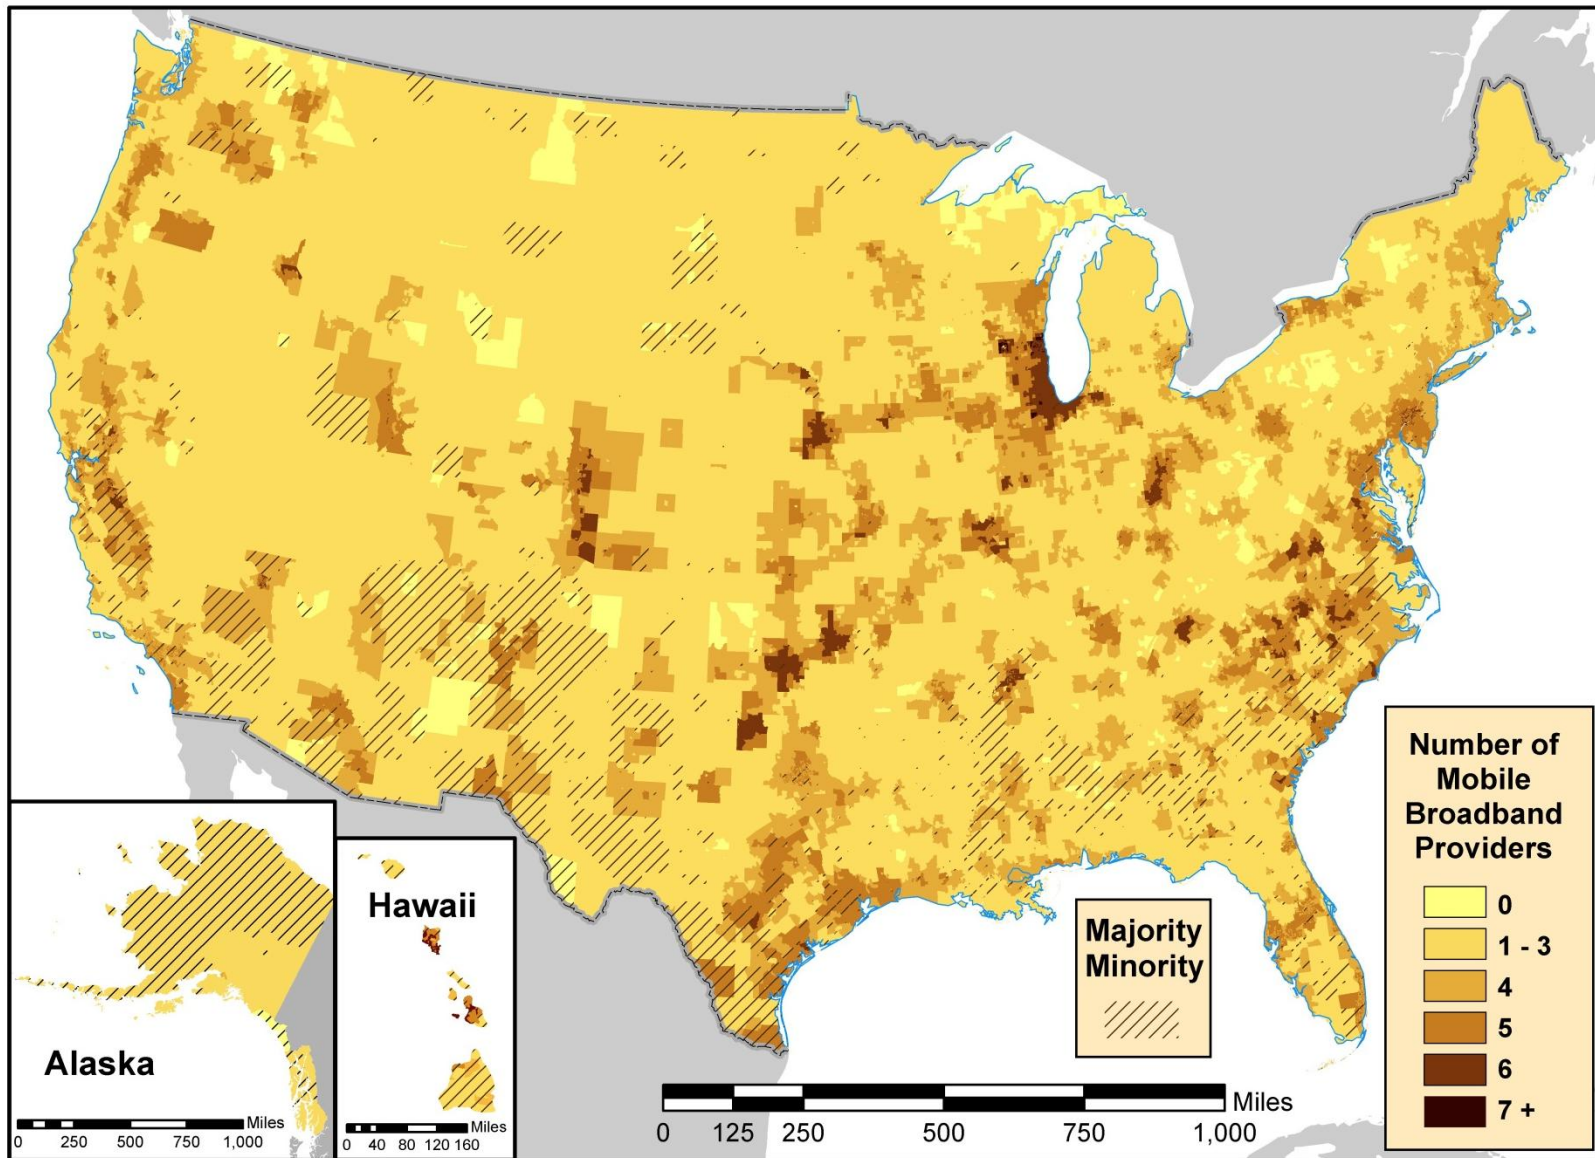 Alaska
Miles
0 250 500 750 1,000
Hawaii
Miles
0 40 80 120 160
Majority
Minority
Miles
0 125 250 500 750 1,000
Number of
Mobile
Broadband
Providers
0
1 - 3
4
5
6
7 +